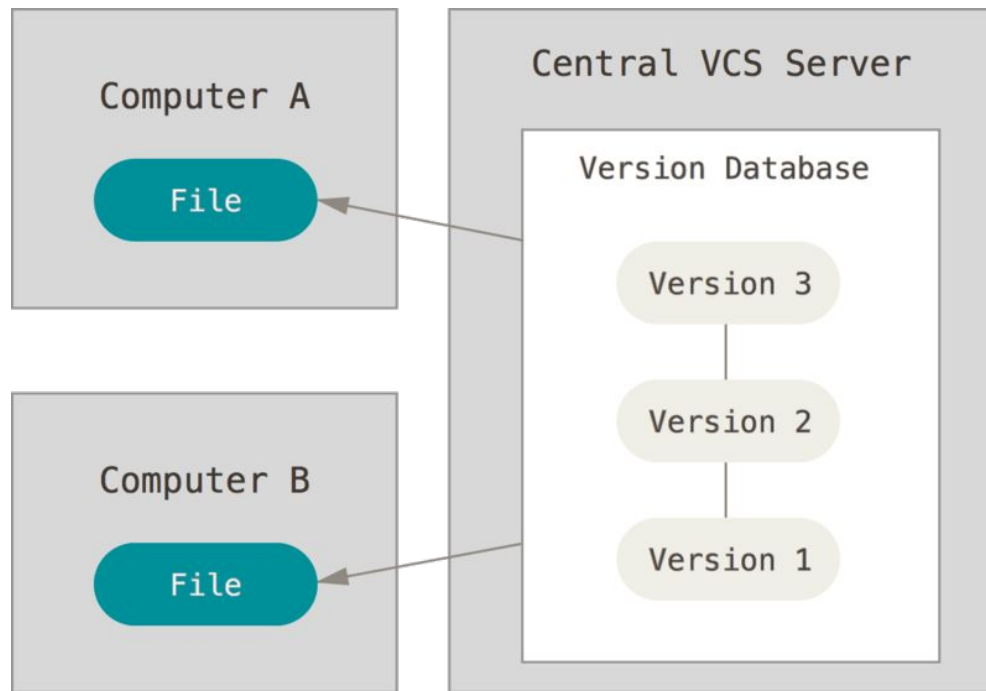 Computer A
File
Computer B
File
Central VCS Server
Version Database
Version 3
Version 2
Version 1